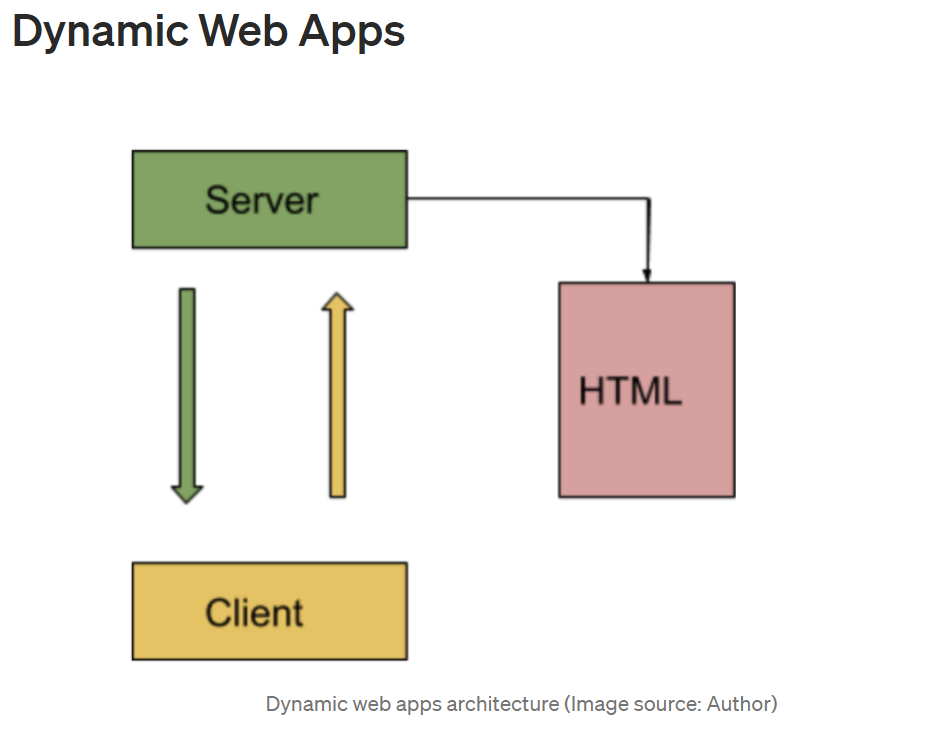 Dynamic Web Apps
Server
HTML
Client
Dynamic web apps architecture (Image source: Author)